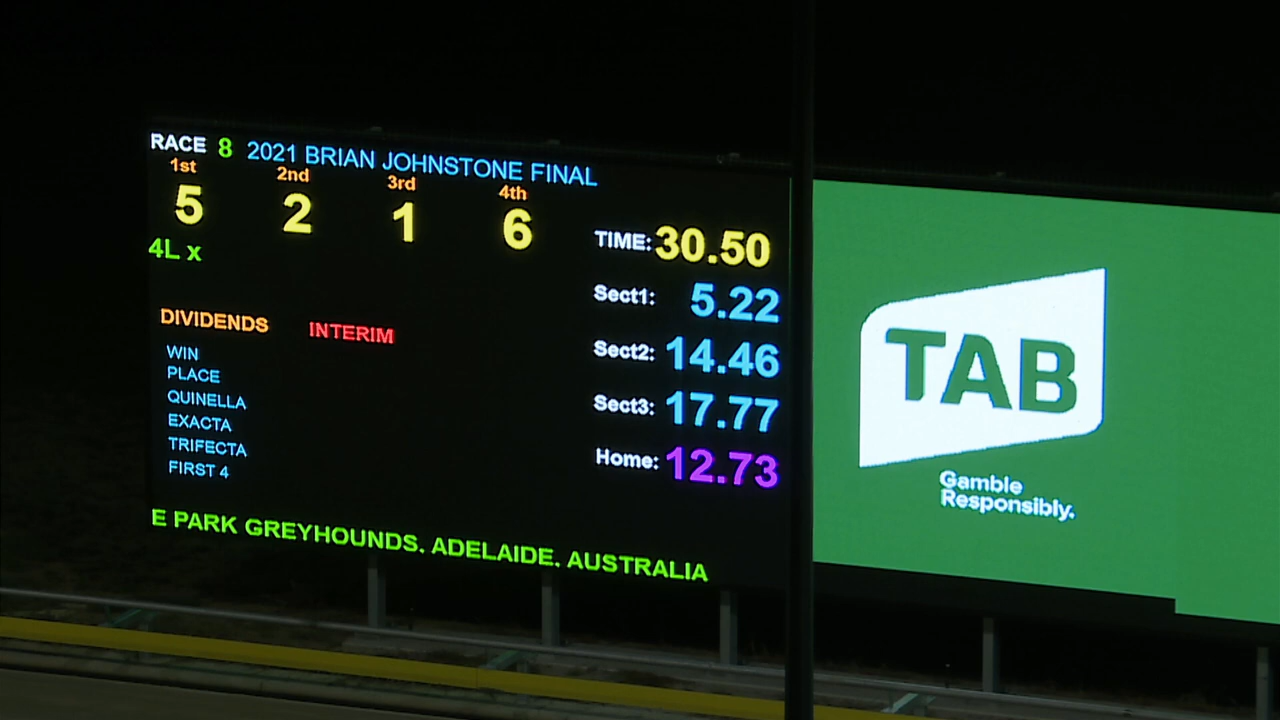 RACE 8 2021 BRIAN JOHNSTONE FINAL
1st 2nd 3rd 4th
5 2 1 6
4L x
TIME: 30.50
Sect1: 5.22
Sect2: 14.46
Sect3: 17.77
Home: 12.73
DIVIDENDS INTERIM
WIN
PLACE
QUINELLA
EXACTA
TRIFECTA
FIRST 4
E PARK GREYHOUNDS. ADELAIDE. AUSTRALIA
TAB
Gamble
Responsibly.